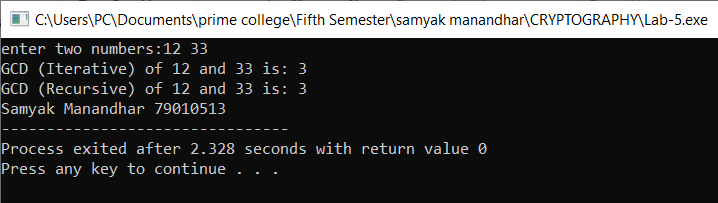 C:\Users\PC\Documents\prime college\Fifth Semester\samyak manandhar\CRYPTOGRAPHY\Lab-5.exe
enter two numbers:12 33
GCD (Iterative) of 12 and 33 is: 3
GCD (Recursive) of 12 and 33 is: 3
Samyak Manandhar 79010513
--------------------------------
Process exited after 2.328 seconds with return value 0
Press any key to continue . . .